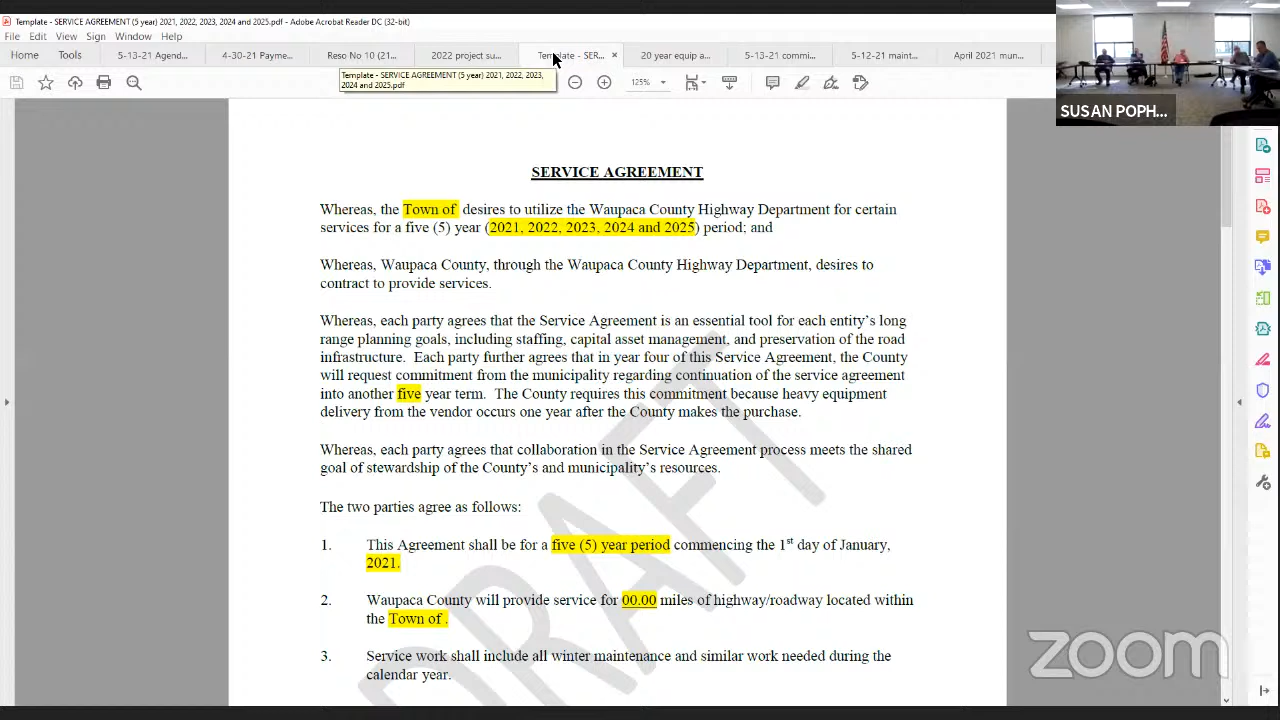 Template - SERVICE AGREEMENT (5 year) 2021, 2022, 2023, 2024 and 2025.pdf - Adobe Acrobat Reader DC (32-bit)
File Edit View Sign Window Help
Home Tools 5-13-21 Agend... 4-30-21 Payme... Reso No 10 (21... 2022 project su... Template - SER... × 20 year equip a... 5-13-21 commi... 5-12-21 maint... April 2021 mun...
Template - SERVICE AGREEMENT (5 year) 2021, 2022, 2023,
2024 and 2025.pdf
125%
SUSAN POPH...
SERVICE AGREEMENT
Whereas, the Town of desires to utilize the Waupaca County Highway Department for certain
services for a five (5) year (2021, 2022, 2023, 2024 and 2025) period; and
Whereas, Waupaca County, through the Waupaca County Highway Department, desires to
contract to provide services.
Whereas, each party agrees that the Service Agreement is an essential tool for each entity's long
range planning goals, including staffing, capital asset management, and preservation of the road
infrastructure. Each party further agrees that in year four of this Service Agreement, the County
will request commitment from the municipality regarding continuation of the service agreement
into another five year term. The County requires this commitment because heavy equipment
delivery from the vendor occurs one year after the County makes the purchase.
Whereas, each party agrees that collaboration in the Service Agreement process meets the shared
goal of stewardship of the County's and municipality's resources.
The two parties agree as follows:
1. This Agreement shall be for a five (5) year period commencing the 1st day of January,
2021.
2. Waupaca County will provide service for 00.00 miles of highway/roadway located within
the Town of .
3. Service work shall include all winter maintenance and similar work needed during the
calendar year.
DRAFT
zoom